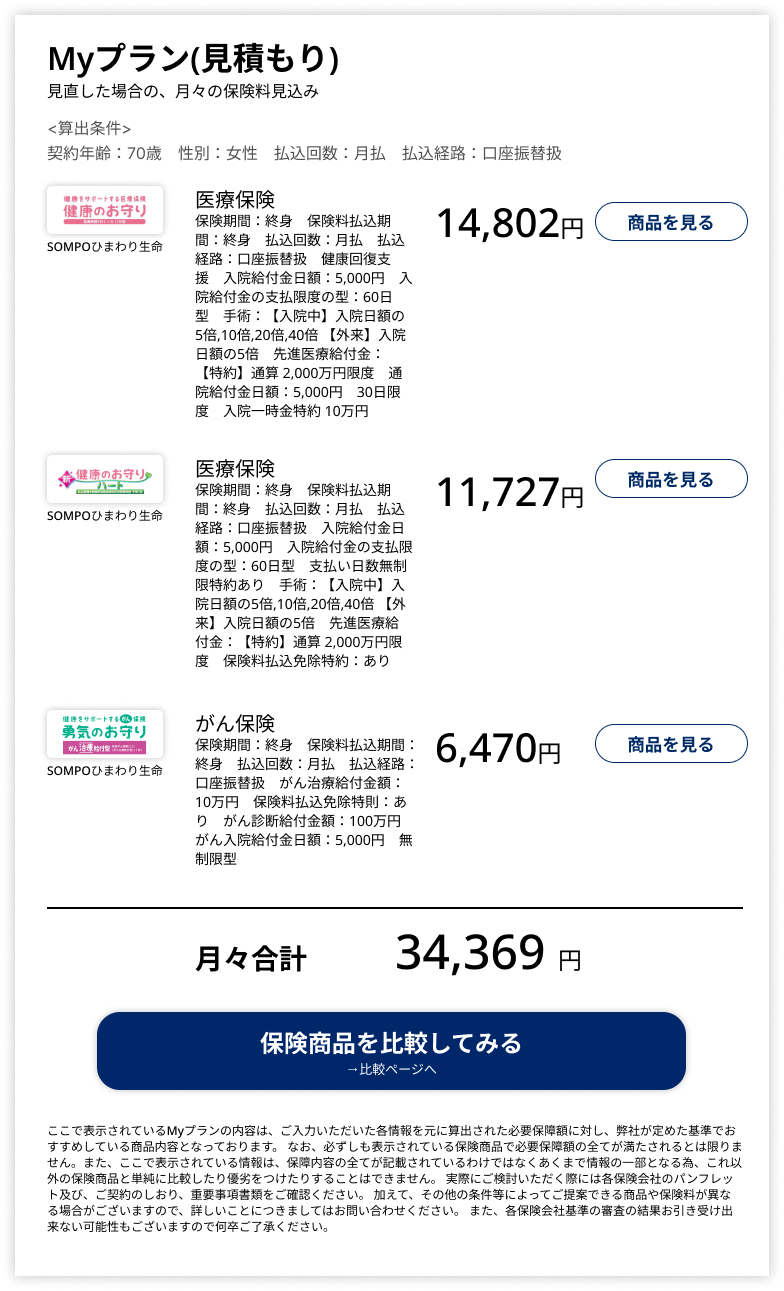 Myプラン(見積もり)
見直した場合の、月々の保険料見込み
<算出条件>
契約年齢：70歳　性別：女性　払込回数：月払　払込経路：口座振替扱
健康をサポートする医療保険
健康のお守り
SOMPOひまわり生命
医療保険
保険期間：終身　保険料払込期
間：終身　払込回数：月払　払込
経路：口座振替扱　健康回復支
援　入院給付金日額：5,000円　入
院給付金の支払限度の型：60日
型　手術：【入院中】入院日額の
5倍,10倍,20倍,40倍 【外来】入院
日額の5倍　先進医療給付金：
【特約】通算 2,000万円限度　通
院給付金日額：5,000円　30日限
度　入院一時金特約 10万円
14,802円
商品を見る
新 健康のお守り
ハート
SOMPOひまわり生命
医療保険
保険期間：終身　保険料払込期
間：終身　払込回数：月払　払込
経路：口座振替扱　入院給付金日
額：5,000円　入院給付金の支払限
度の型：60日型　支払い日数無制
限特約あり　手術：【入院中】入
院日額の5倍,10倍,20倍,40倍 【外
来】入院日額の5倍　先進医療給
付金：【特約】通算 2,000万円限
度　保険料払込免除特約：あり
11,727円
商品を見る
健康をサポートするがん保険
勇気のお守り
がん治療給付型
SOMPOひまわり生命
がん保険
保険期間：終身　保険料払込期間：
終身　払込回数：月払　払込経路：
口座振替扱　がん治療給付金額：
10万円　保険料払込免除特則：あ
り　がん診断給付金額：100万円
がん入院給付金日額：5,000円　無
制限型
6,470円
商品を見る
月々合計 34,369 円
保険商品を比較してみる
→比較ページへ
ここで表示されているMyプランの内容は、ご入力いただいた各情報を元に算出された必要保障額に対し、弊社が定めた基準でお
すすめしている商品内容となっております。 なお、必ずしも表示されている保険商品で必要保障額の全てが満たされるとは限りま
せん。また、ここで表示されている情報は、保障内容の全てが記載されているわけではなくあくまで情報の一部となる為、これ以
外の保険商品と単純に比較したり優劣をつけたりすることはできません。 実際にご検討いただく際には各保険会社のパンフレッ
ト及び、ご契約のしおり、重要事項書類をご確認ください。 加えて、その他の条件等によってご提案できる商品や保険料が異な
る場合がございますので、詳しいことにつきましてはお問い合わせください。 また、各保険会社基準の審査の結果お引き受け出
来ない可能性もございますので何卒ご了承ください。